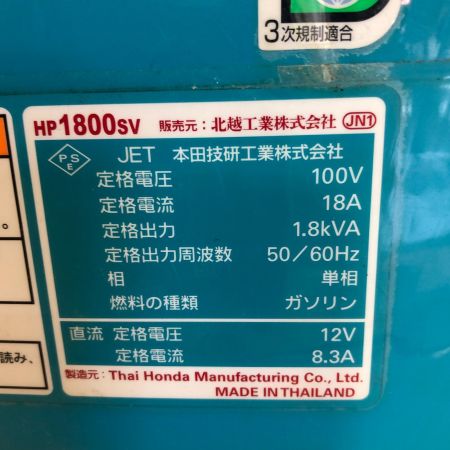 3次規制適合
HP1800SV 販売元：北越工業株式会社 JN1
PSE JET 本田技研工業株式会社
定格電圧 100V
定格電流 18A
定格出力 1.8kVA
定格出力周波数 50／60Hz
相 単相
燃料の種類 ガソリン
直流 定格電圧 12V
定格電流 8.3A
製造元：Thai Honda Manufacturing Co., Ltd.
MADE IN THAILAND
。
読み、